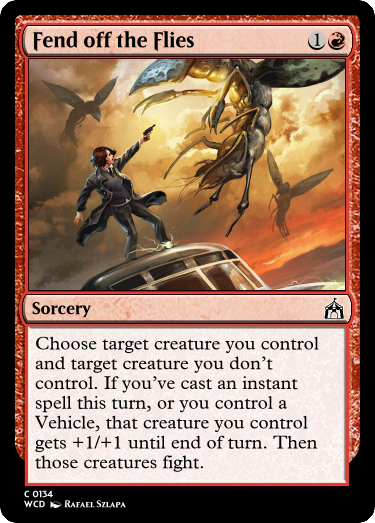 Fend off the Flies 1
Sorcery
Choose target creature you control
and target creature you don't
control. If you've cast an instant
spell this turn, or you control a
Vehicle, that creature you control
gets +1/+1 until end of turn. Then
those creatures fight.
C 0134
WCD Rafael Szlapa